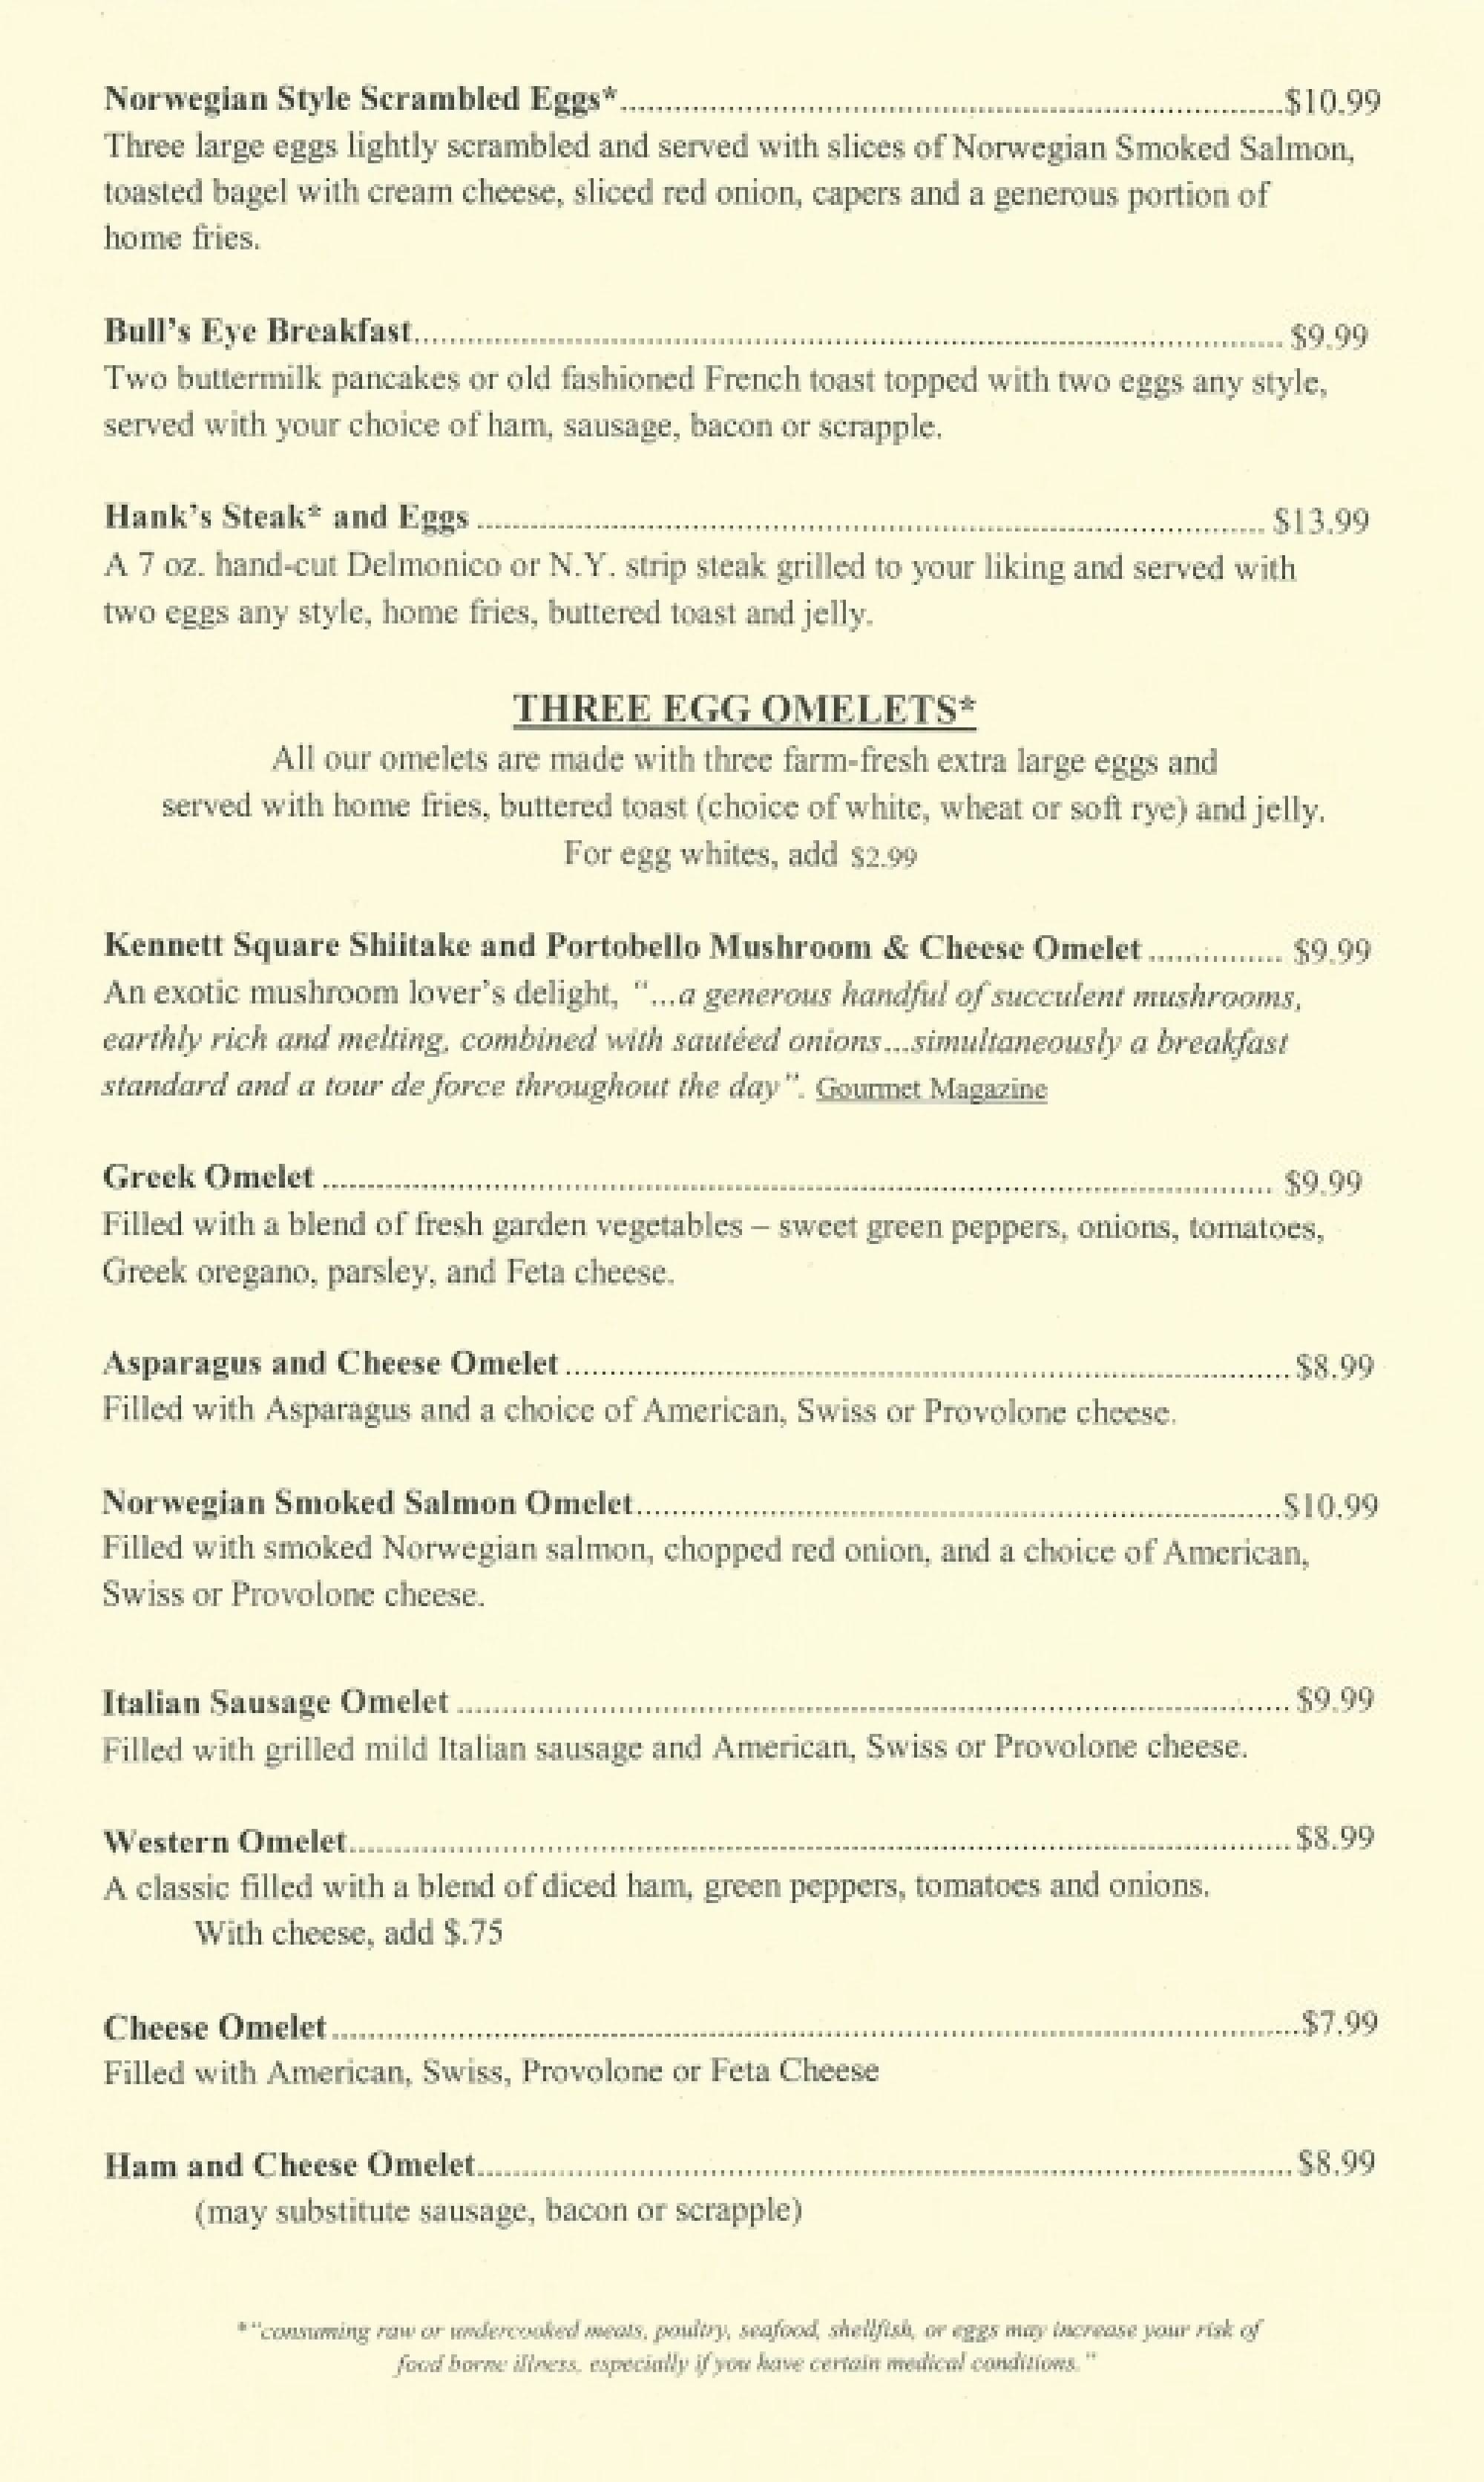 Norwegian Style Scrambled Eggs*..........$10.99
Three large eggs lightly scrambled and served with slices of Norwegian Smoked Salmon,
toasted bagel with cream cheese, sliced red onion, capers and a generous portion of
home fries.
Bull's Eye Breakfast.......... $9.99
Two buttermilk pancakes or old fashioned French toast topped with two eggs any style,
served with your choice of ham, sausage, bacon or scrapple.
Hank's Steak* and Eggs .......... $13.99
A 7 oz. hand-cut Delmonico or N.Y. strip steak grilled to your liking and served with
two eggs any style, home fries, buttered toast and jelly.
THREE EGG OMELETS*
All our omelets are made with three farm-fresh extra large eggs and
served with home fries, buttered toast (choice of white, wheat or soft rye) and jelly.
For egg whites, add $2.99
Kennett Square Shiitake and Portobello Mushroom & Cheese Omelet .......... $9.99
An exotic mushroom lover's delight, "...a generous handful of succulent mushrooms,
earthly rich and melting, combined with sautéed onions...simultaneously a breakfast
standard and a tour de force throughout the day". Gourmet Magazine
Greek Omelet .......... $9.99
Filled with a blend of fresh garden vegetables – sweet green peppers, onions, tomatoes,
Greek oregano, parsley, and Feta cheese.
Asparagus and Cheese Omelet ..........$8.99
Filled with Asparagus and a choice of American, Swiss or Provolone cheese.
Norwegian Smoked Salmon Omelet..........$10.99
Filled with smoked Norwegian salmon, chopped red onion, and a choice of American,
Swiss or Provolone cheese.
Italian Sausage Omelet .......... $9.99
Filled with grilled mild Italian sausage and American, Swiss or Provolone cheese.
Western Omelet..........$8.99
A classic filled with a blend of diced ham, green peppers, tomatoes and onions.
With cheese, add $.75
Cheese Omelet ..........$7.99
Filled with American, Swiss, Provolone or Feta Cheese
Ham and Cheese Omelet..........$8.99
(may substitute sausage, bacon or scrapple)
*"consuming raw or undercooked meats, poultry, seafood, shellfish, or eggs may increase your risk of
food borne illness, especially if you have certain medical conditions."